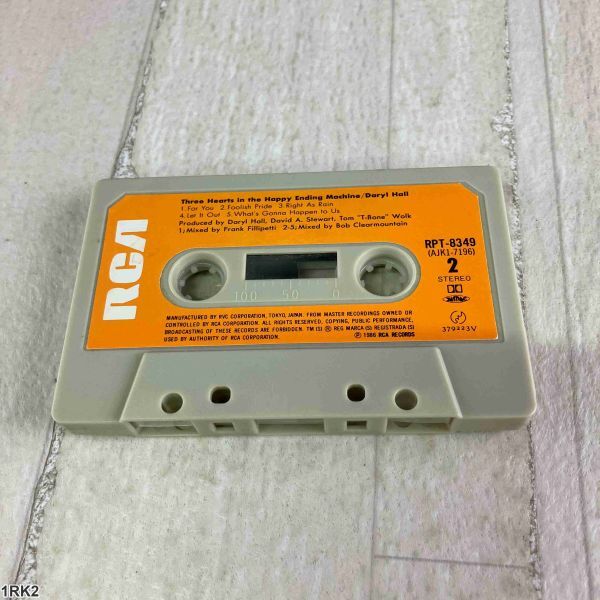 RCA
Three Hearts in the Happy Ending Machine/Daryl Hall
1.For You 2.Foolish Pride 3.Right As Rain
4.Let It Out 5.What's Gonna Happen to Us
Produced by Daryl Hall, David A. Stewart, Tom "T-Bone" Wolk
1;Mixed by Frank Fillipetti 2-5;Mixed by Bob Clearmountain
RPT-8349
(AJK1-7196)
2
STEREO
100 50 0
379223V
MANUFACTURED BY RVC CORPORATION, TOKYO, JAPAN. FROM MASTER RECORDINGS OWNED OR
CONTROLLED BY RCA CORPORATION. ALL RIGHTS RESERVED. COPYING, PUBLIC PERFORMANCE,
BROADCASTING OF THESE RECORDS ARE FORBIDDEN. TM(S) ® REG. MARCA(S) REGISTRADA(S)
USED BY AUTHORITY OF RCA CORPORATION. ℗ 1986 RCA RECORDS
1RK2